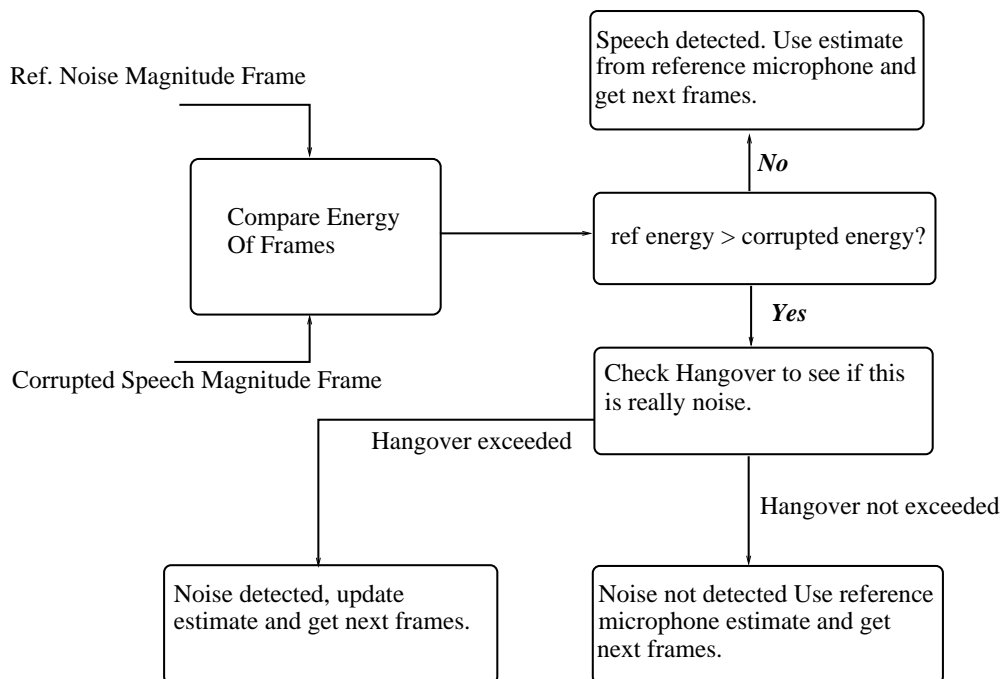 Speech detected. Use estimate
from reference microphone and
get next frames.
Ref. Noise Magnitude Frame
No
Compare Energy
Of Frames
ref energy > corrupted energy?
Yes
Corrupted Speech Magnitude Frame
Check Hangover to see if this
is really noise.
Hangover exceeded
Hangover not exceeded
Noise detected, update
estimate and get next frames.
Noise not detected Use reference
microphone estimate and get
next frames.